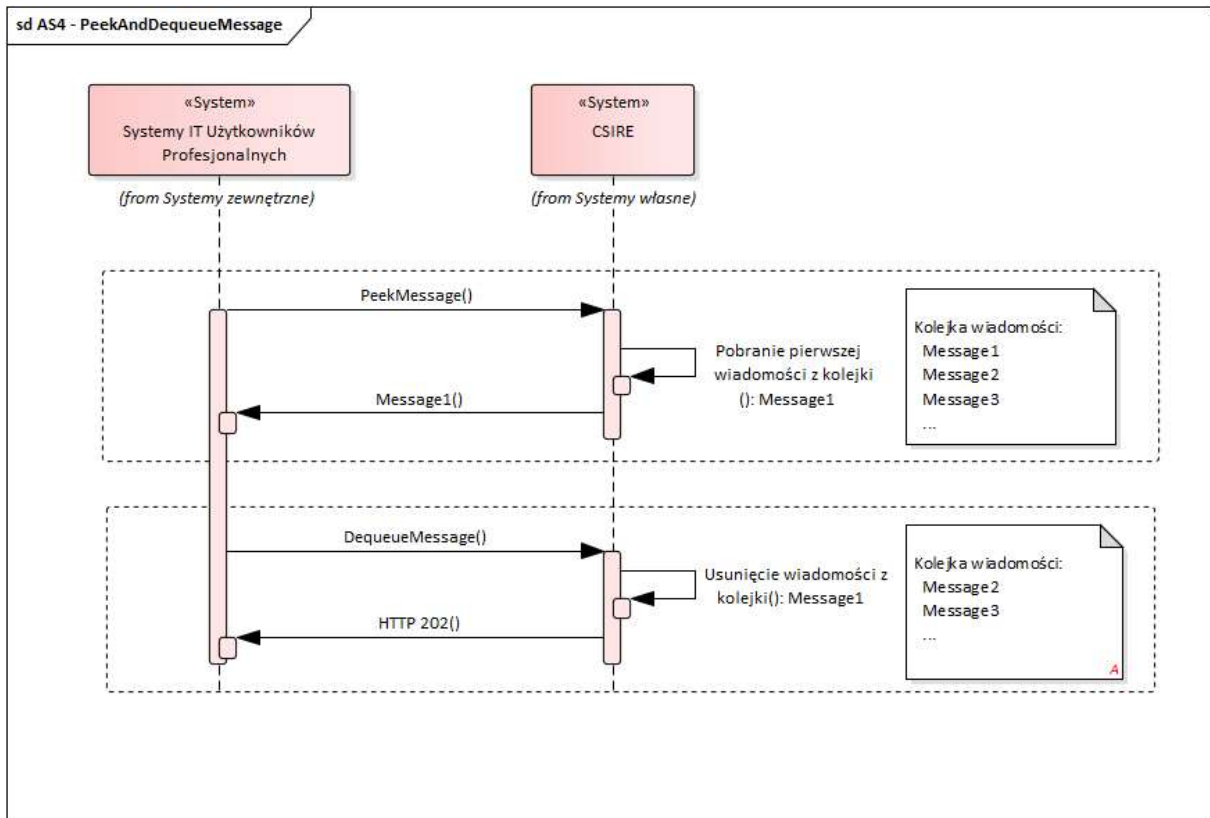 sd AS4 - PeekAndDequeueMessage
«System»
Systemy IT Użytkowników
Profesjonalnych
(from Systemy zewnętrzne)
«System»
CSIRE
(from Systemy własne)
PeekMessage()
Pobranie pierwszej
wiadomości z kolejki
(): Message1
Message1()
Kolejka wiadomości:
Message1
Message2
Message3
...
DequeueMessage()
Usunięcie wiadomości z
kolejki(): Message1
HTTP 202()
Kolejka wiadomości:
Message2
Message3
...
A